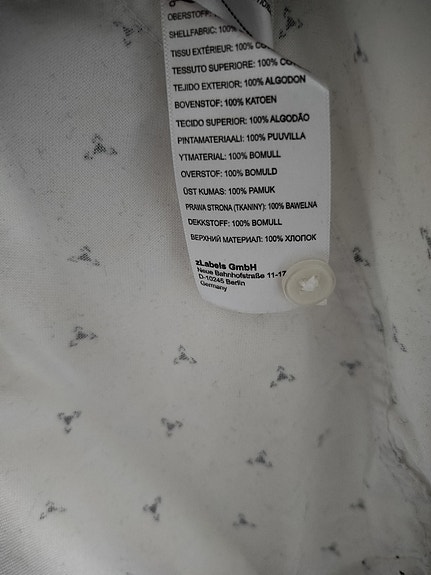 OBERSTOFF:
SHELLFABRIC: 100%
TISSU EXTÉRIEUR: 100%
TESSUTO SUPERIORE: 100%
TEJIDO EXTERIOR: 100% ALGODON
BOVENSTOF: 100% KATOEN
TECIDO SUPERIOR: 100% ALGODÃO
PINTAMATERIAALI: 100% PUUVILLA
YTMATERIAL: 100% BOMULL
OVERSTOF: 100% BOMULD
ÜST KUMAS: 100% PAMUK
PRAWA STRONA (TKANINY): 100% BAWELNA
DEKKSTOFF: 100% BOMULL
ВЕРХНИЙ МАТЕРИАЛ: 100% ХЛОПОК
zLabels GmbH
Neue Bahnhofstraße 11-17
D-10245 Berlin
Germany